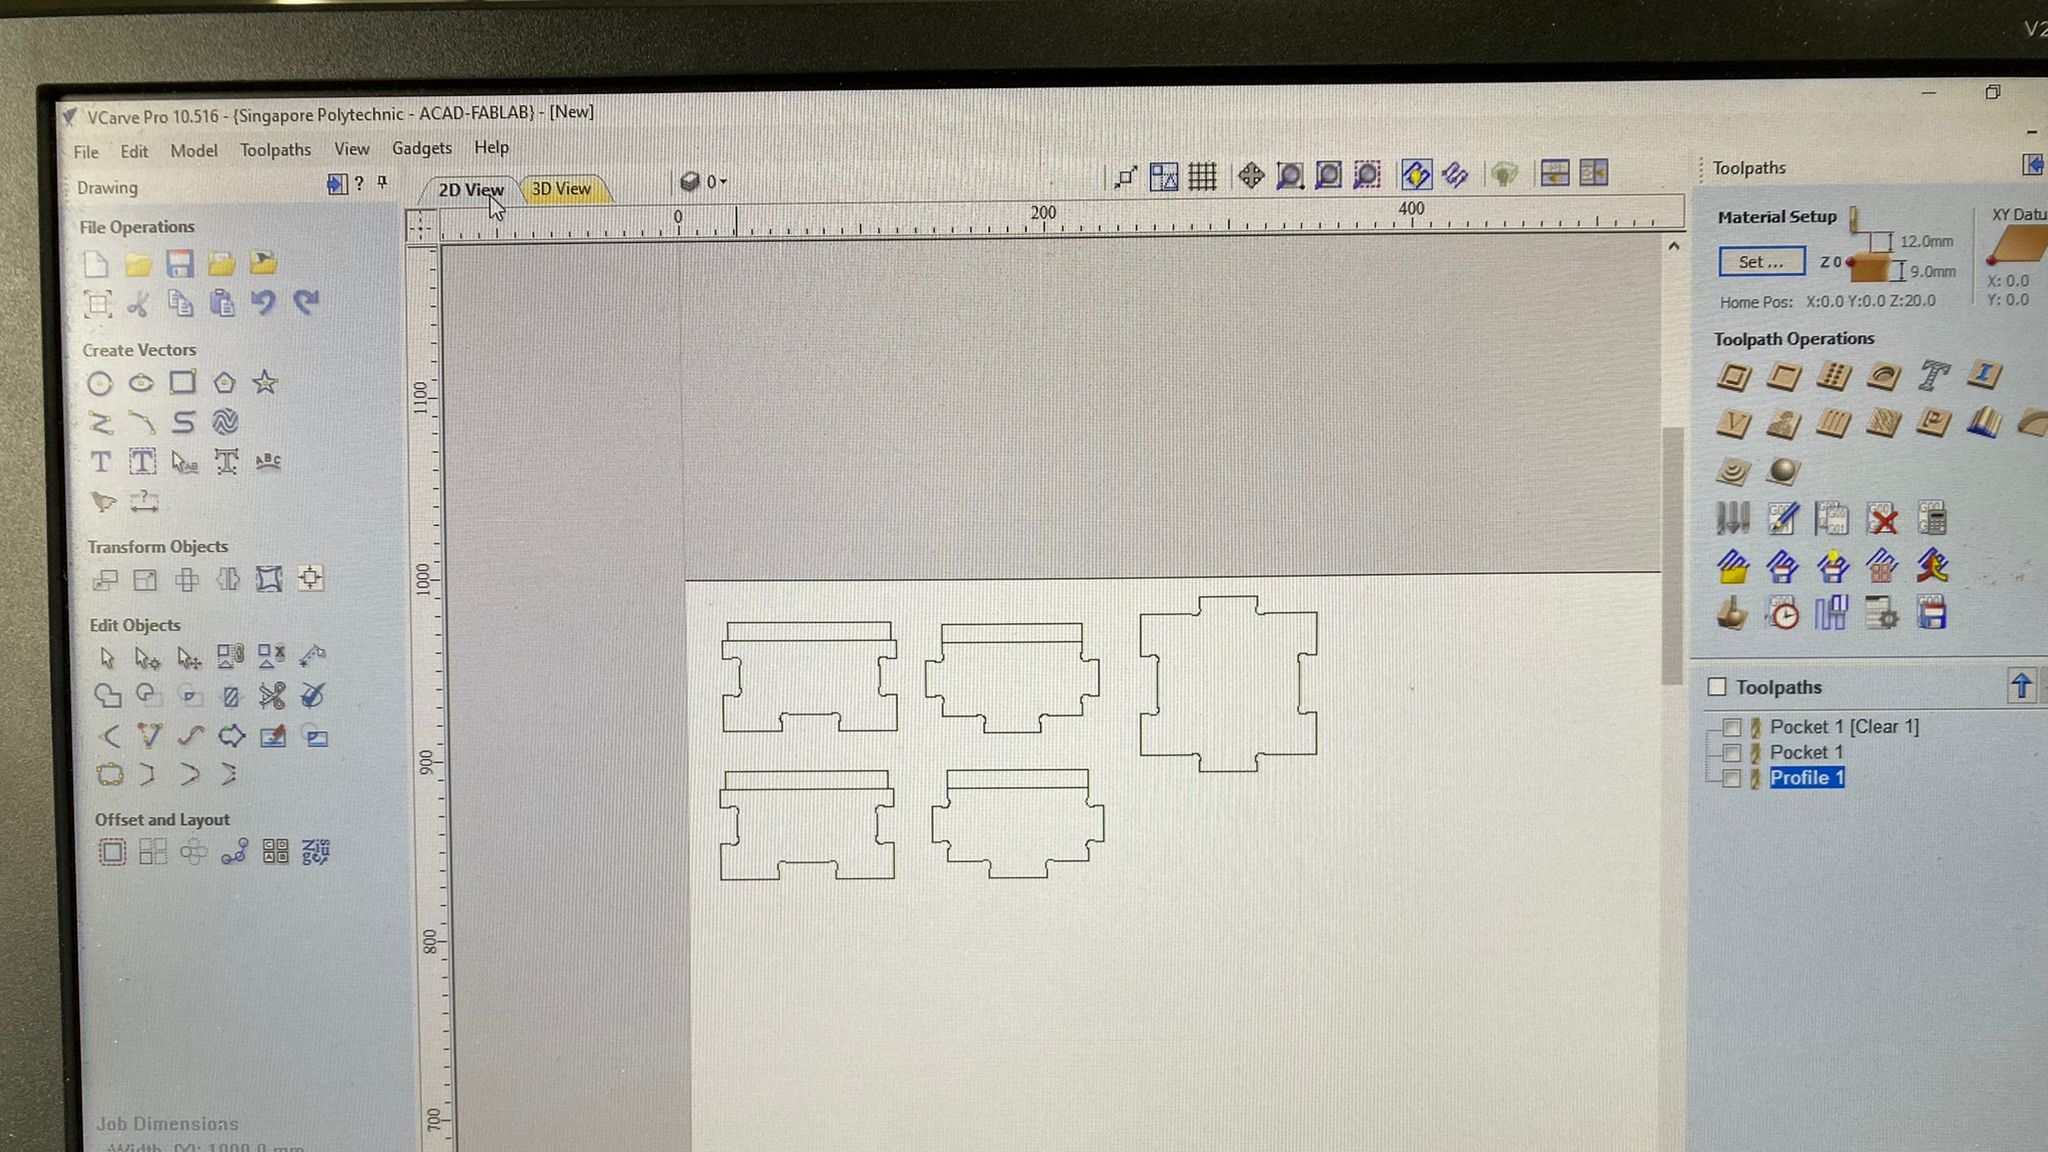 VCarve Pro 10.516 - {Singapore Polytechnic - ACAD-FABLAB} - [New]
File Edit Model Toolpaths View Gadgets Help
Drawing
?
2D View
3D View
0
Toolpaths
0 200 400
File Operations
Material Setup
XY Datu
Set ...
Z 0
12.0mm
9.0mm
X: 0.0
Y: 0.0
Home Pos: X:0.0 Y:0.0 Z:20.0
Create Vectors
Toolpath Operations
1100
Transform Objects
1000
Edit Objects
Toolpaths
Pocket 1 [Clear 1]
Pocket 1
Profile 1
900
Offset and Layout
800
700
Job Dimensions
Width (X): 1000.0 mm